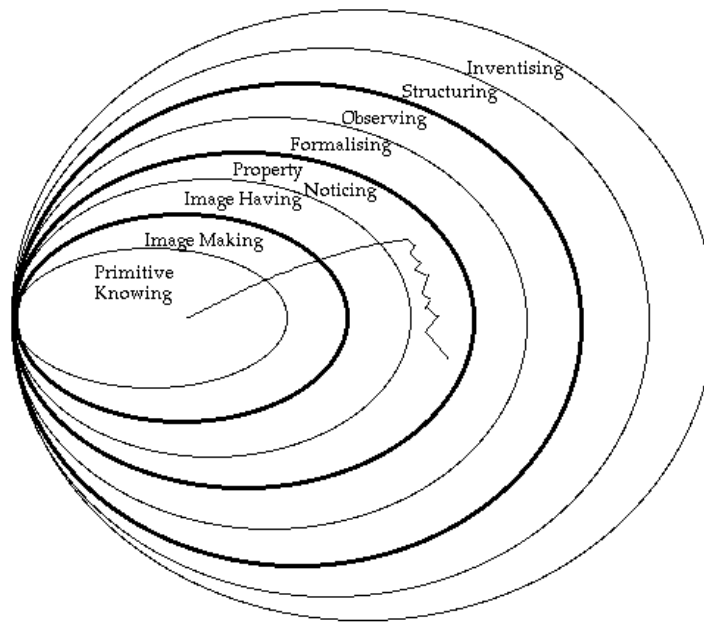 Inventising
Structuring
Observing
Formalising
Property
Noticing
Image Having
Image Making
Primitive
Knowing